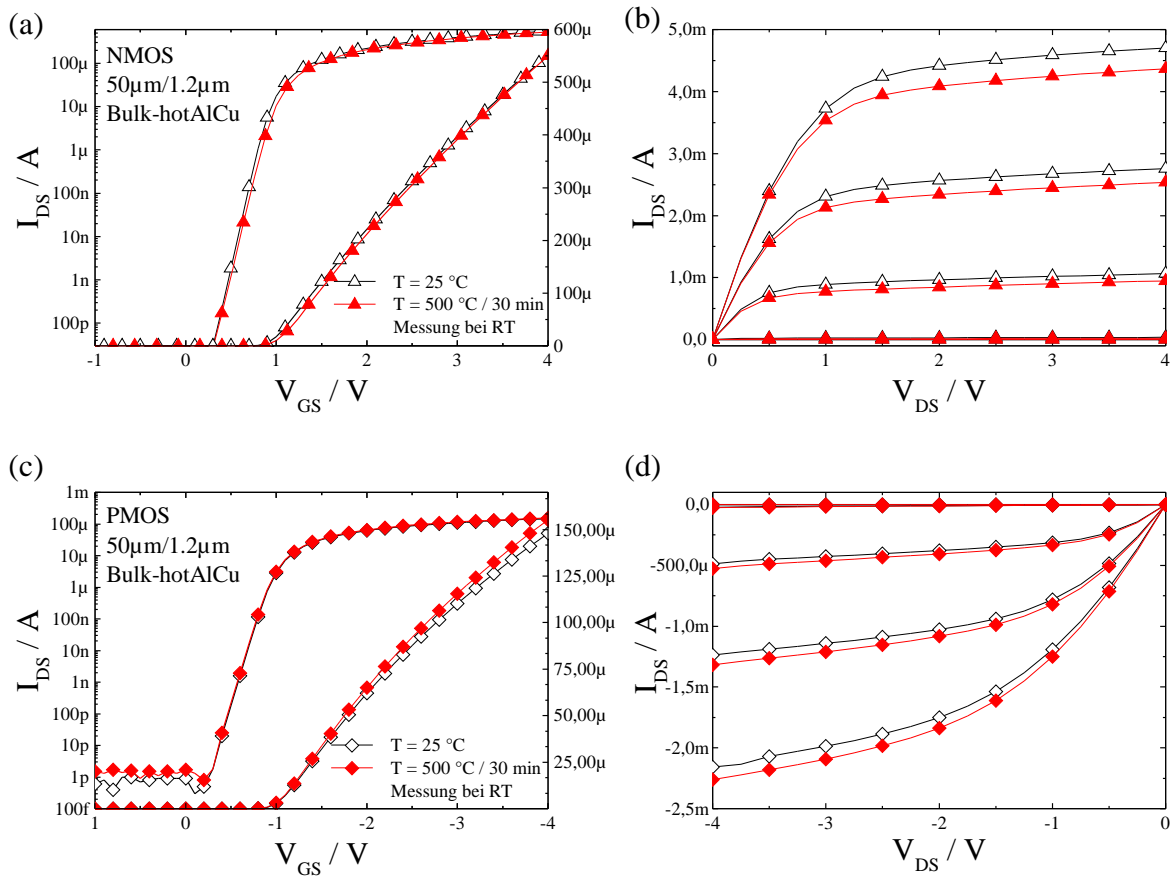 (a)
NMOS
50µm/1.2µm
Bulk-hotAlCu
100µ
10µ
1µ
100n
10n
1n
100p
I_DS / A
600µ
500µ
400µ
300µ
200µ
100µ
0
T = 25 °C
T = 500 °C / 30 min
Messung bei RT
-1 0 1 2 3 4
V_GS / V
(b)
5,0m
4,0m
3,0m
2,0m
1,0m
0,0
I_DS / A
0 1 2 3 4
V_DS / V
(c)
PMOS
50µm/1.2µm
Bulk-hotAlCu
1m
100µ
10µ
1µ
100n
10n
1n
100p
10p
1p
100f
I_DS / A
150,00µ
125,00µ
100,00µ
75,00µ
50,00µ
25,00µ
T = 25 °C
T = 500 °C / 30 min
Messung bei RT
1 0 -1 -2 -3 -4
V_GS / V
(d)
0,0
-500,0µ
-1,0m
-1,5m
-2,0m
-2,5m
I_DS / A
-4 -3 -2 -1 0
V_DS / V